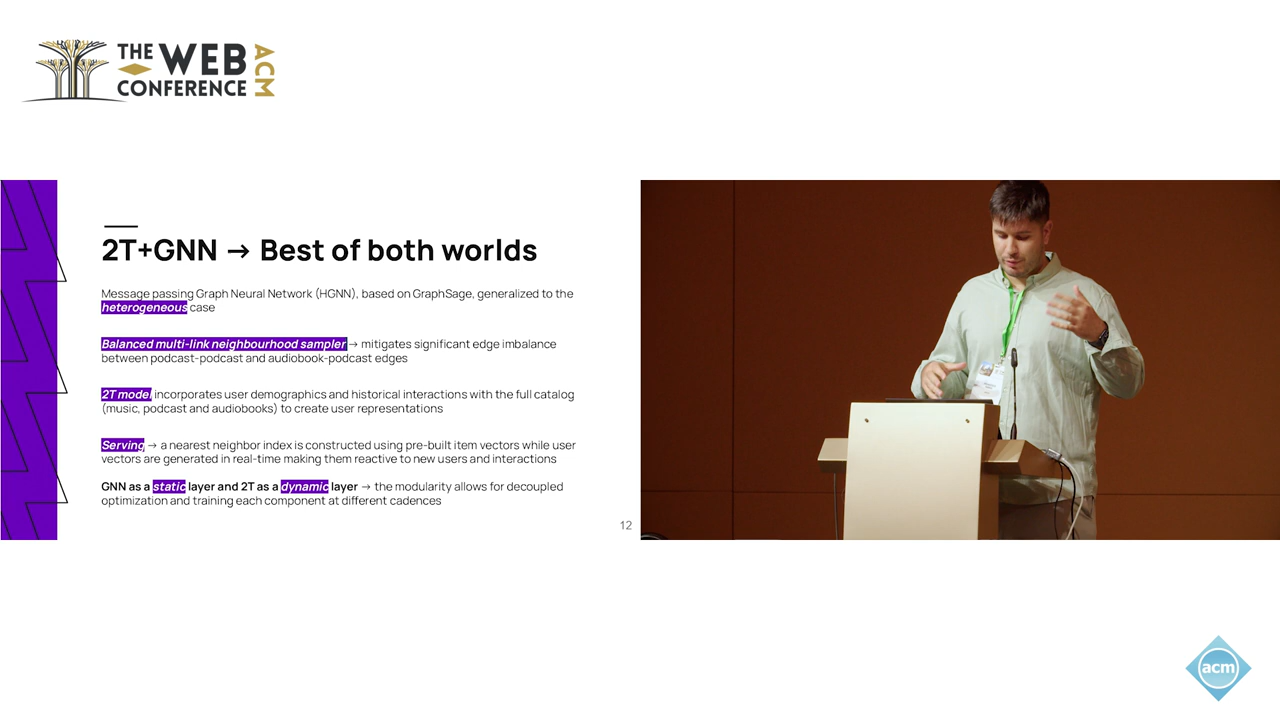 THE WEB
CONFERENCE
ACM
2T+GNN → Best of both worlds
Message passing Graph Neural Network (HGNN), based on GraphSage, generalized to the
heterogeneous case
Balanced multi-link neighbourhood sampler → mitigates significant edge imbalance
between podcast-podcast and audiobook-podcast edges
2T model incorporates user demographics and historical interactions with the full catalog
(music, podcast and audiobooks) to create user representations
Serving → a nearest neighbor index is constructed using pre-built item vectors while user
vectors are generated in real-time making them reactive to new users and interactions
GNN as a static layer and 2T as a dynamic layer → the modularity allows for decoupled
optimization and training each component at different cadences
12
acm